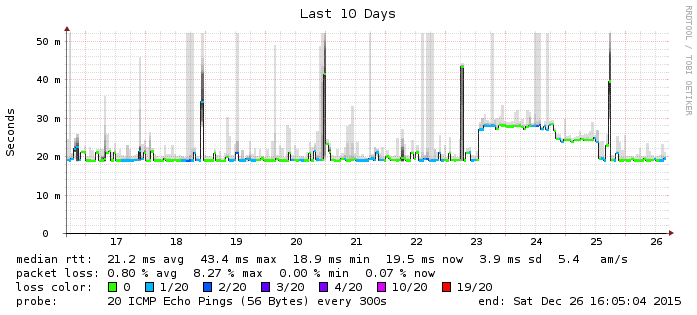 Last 10 Days
RRDTOOL / TOBI OETIKER
Seconds
50 m
40 m
30 m
20 m
10 m
0
17 18 19 20 21 22 23 24 25 26
median rtt: 21.2 ms avg 43.4 ms max 18.9 ms min 19.5 ms now 3.9 ms sd 5.4 am/s
packet loss: 0.80 % avg 8.27 % max 0.00 % min 0.07 % now
loss color: 0 1/20 2/20 3/20 4/20 10/20 19/20
probe: 20 ICMP Echo Pings (56 Bytes) every 300s end: Sat Dec 26 16:05:04 2015